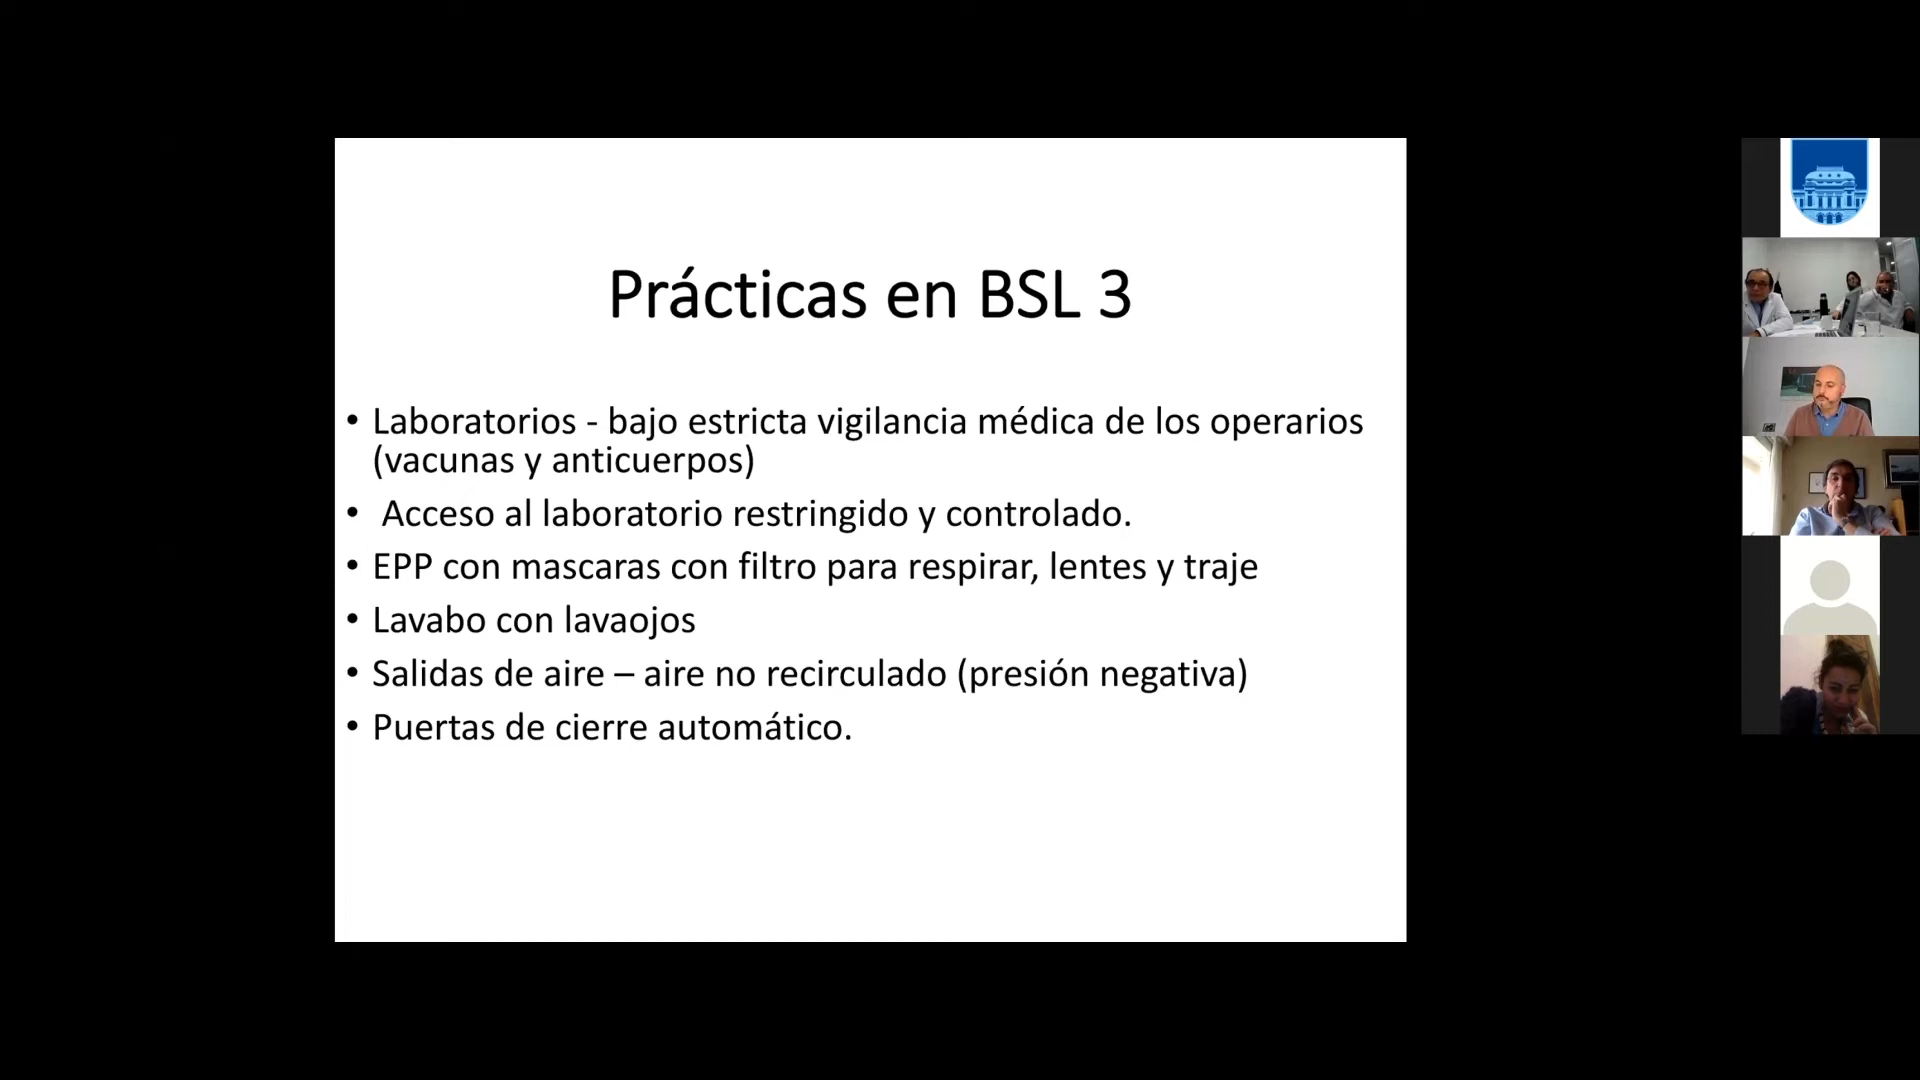 Prácticas en BSL 3
• Laboratorios - bajo estricta vigilancia médica de los operarios
(vacunas y anticuerpos)
• Acceso al laboratorio restringido y controlado.
• EPP con mascaras con filtro para respirar, lentes y traje
• Lavabo con lavaojos
• Salidas de aire – aire no recirculado (presión negativa)
• Puertas de cierre automático.